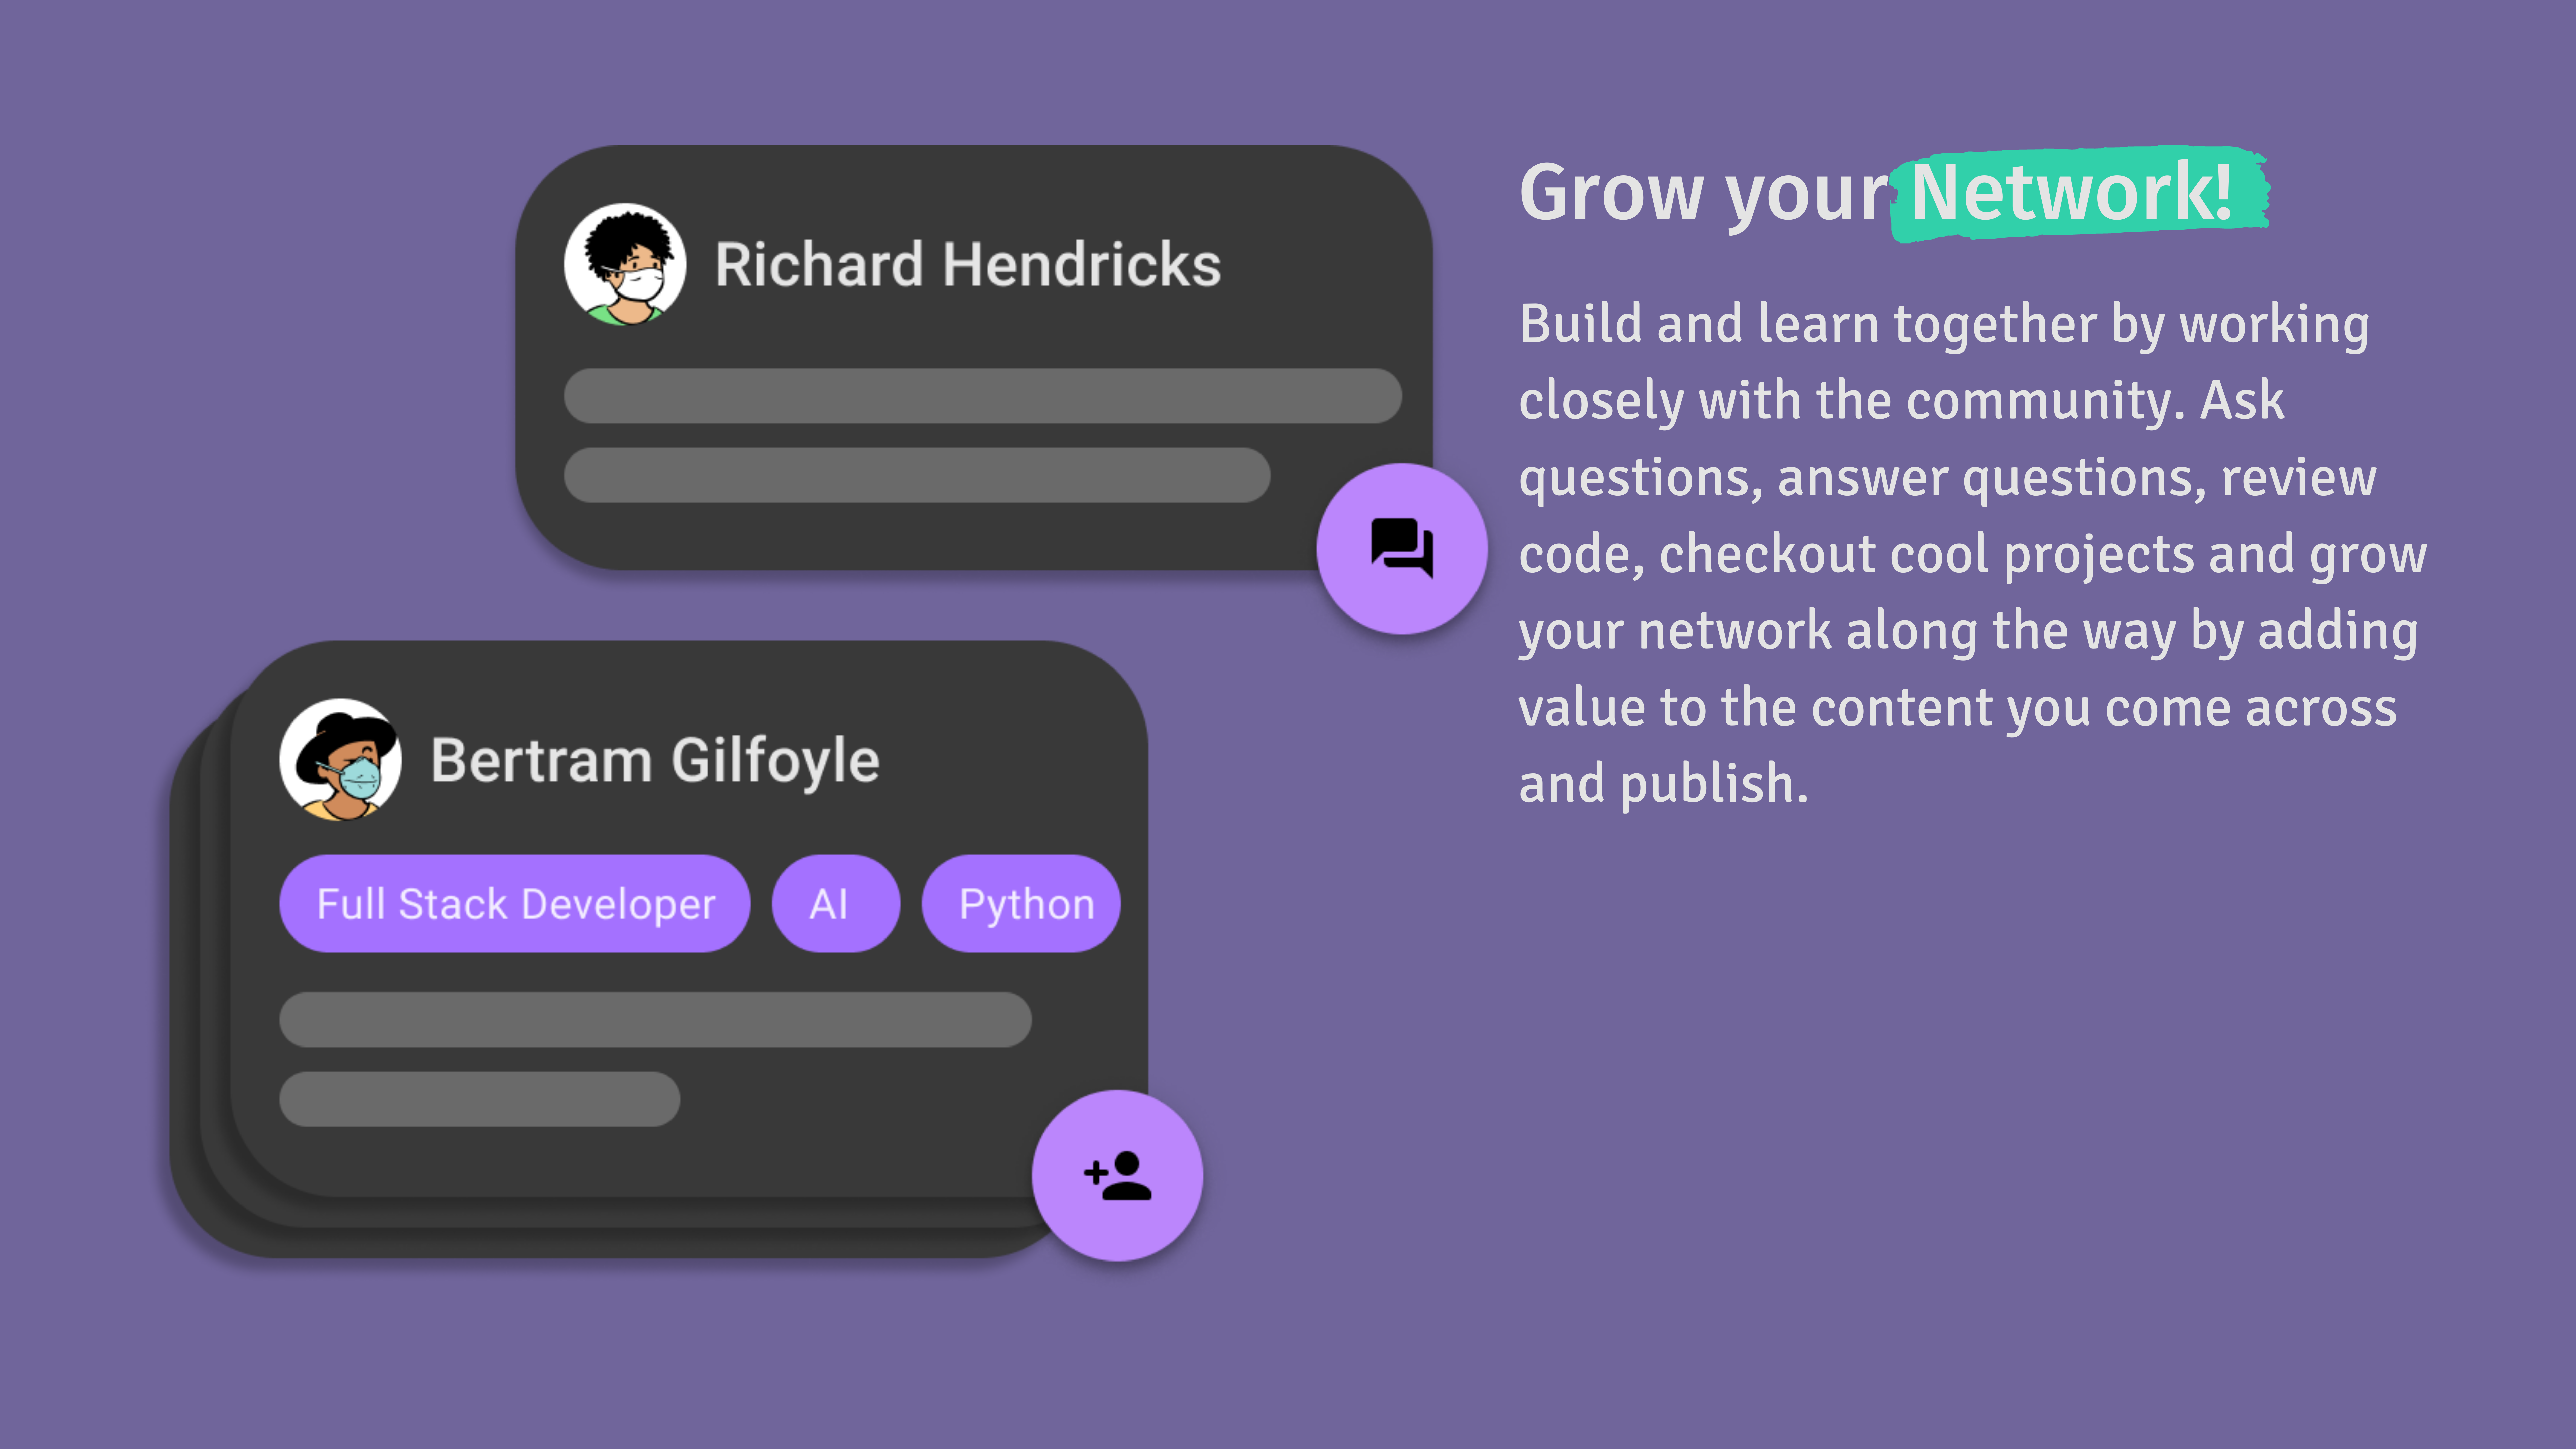 Richard Hendricks
Bertram Gilfoyle
Full Stack Developer
AI
Python
Grow your Network!
Build and learn together by working
closely with the community. Ask
questions, answer questions, review
code, checkout cool projects and grow
your network along the way by adding
value to the content you come across
and publish.